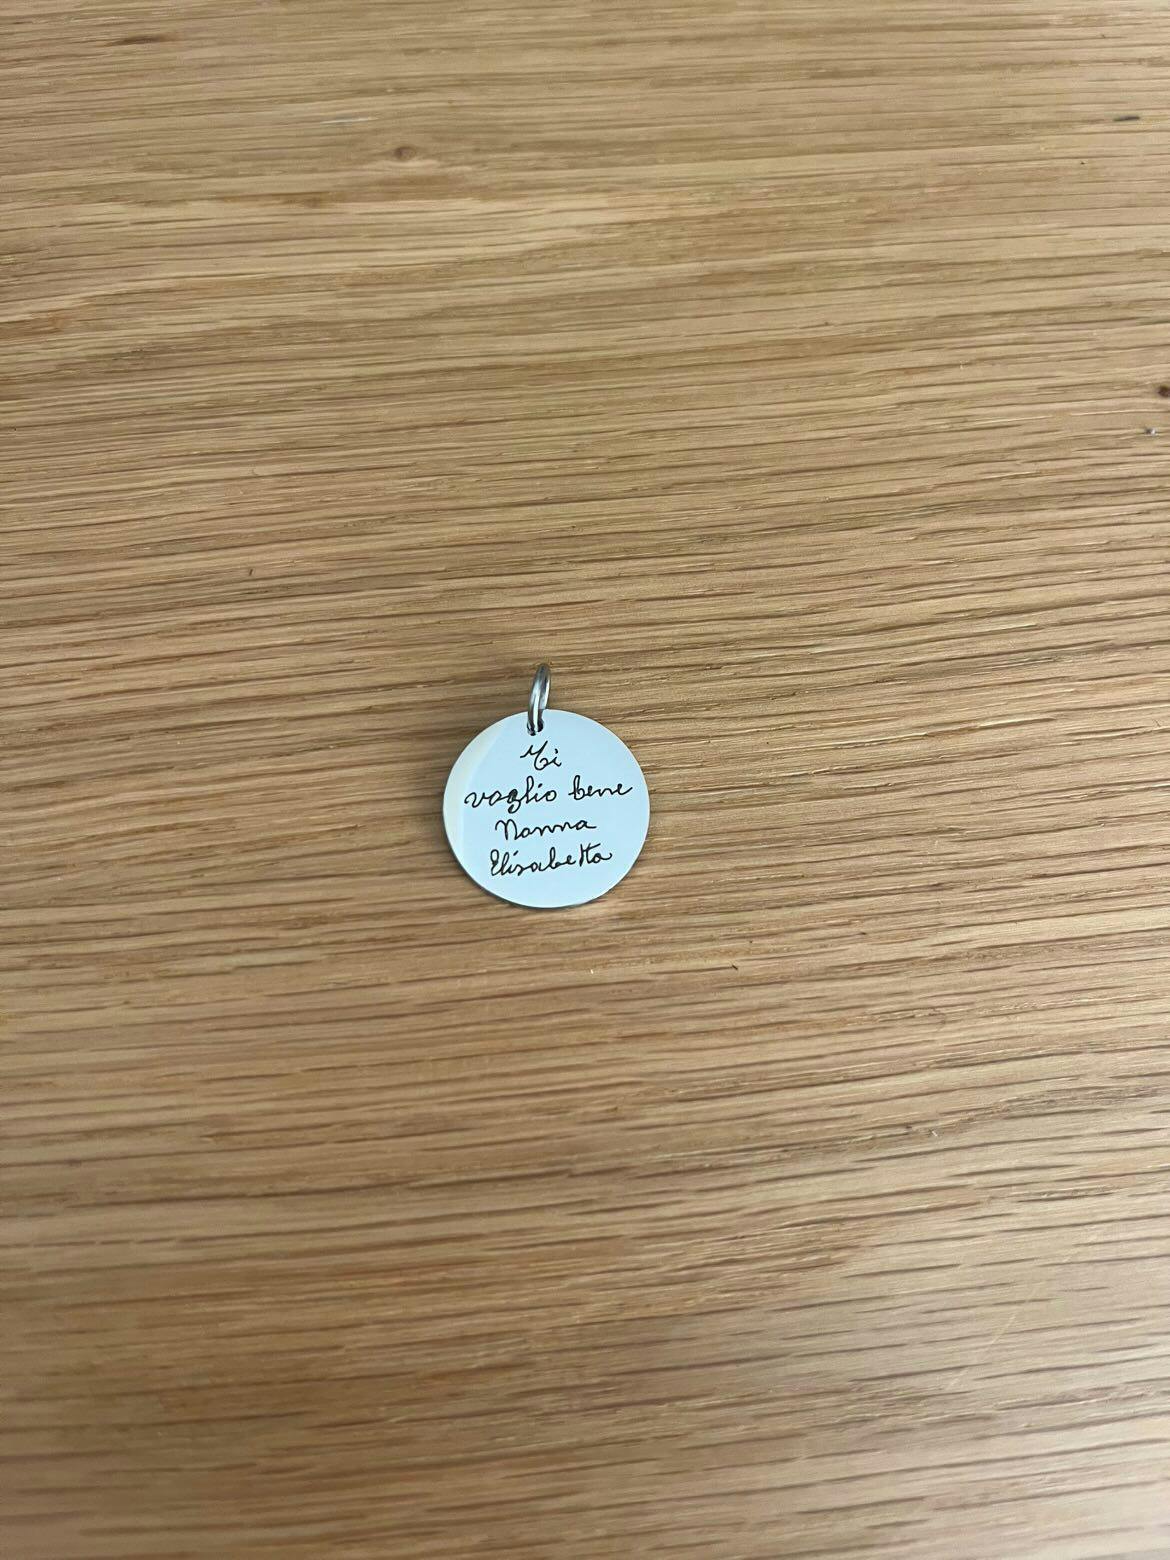 Ti
voglio bene
Nonna
Elisabetta